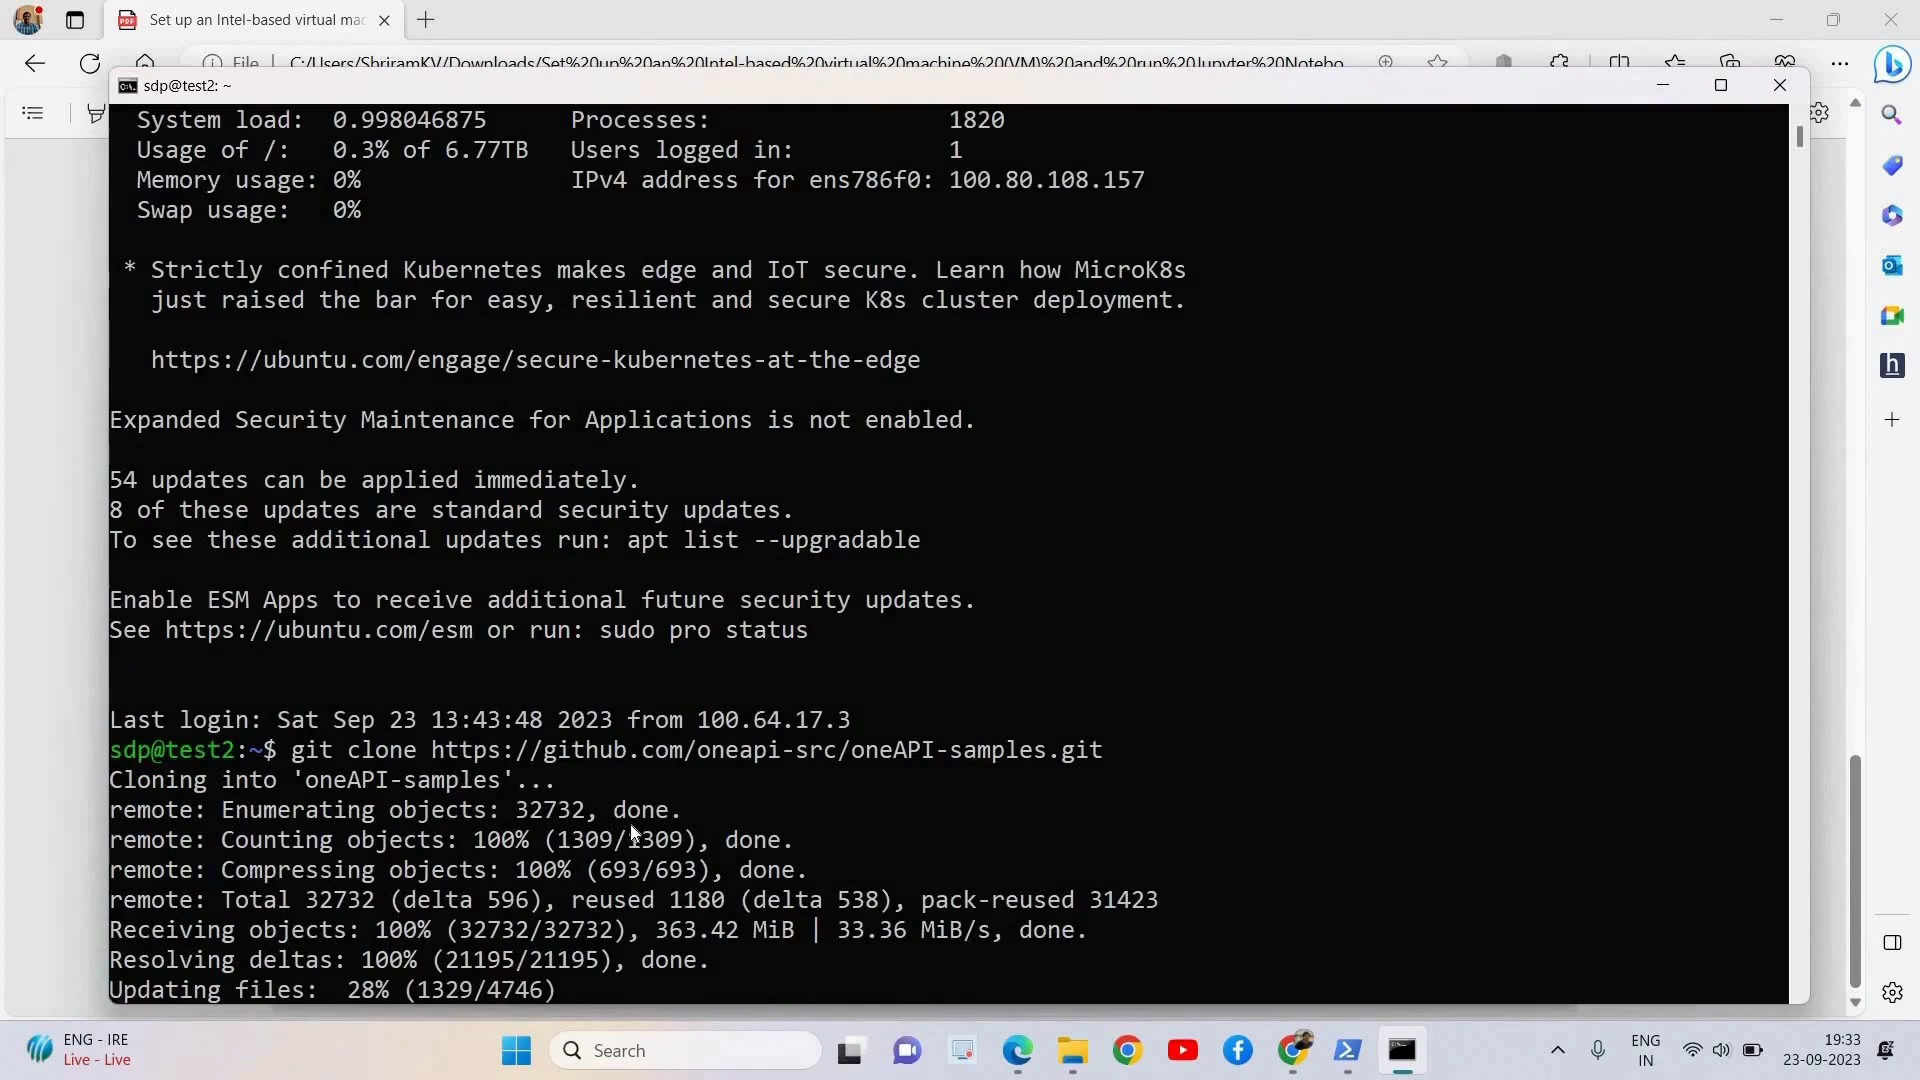 Set up an Intel-based virtual mac
File | C:/Users/ShriramKV/Downloads/Set%20up%20an%20Intel-based%20virtual%20machine%20(VM)%20and%20run%20Jupyter%20Notebo
sdp@test2: ~
System load: 0.998046875 Processes: 1820
Usage of /: 0.3% of 6.77TB Users logged in: 1
Memory usage: 0% IPv4 address for ens786f0: 100.80.108.157
Swap usage: 0%
* Strictly confined Kubernetes makes edge and IoT secure. Learn how MicroK8s
just raised the bar for easy, resilient and secure K8s cluster deployment.
https://ubuntu.com/engage/secure-kubernetes-at-the-edge
Expanded Security Maintenance for Applications is not enabled.
54 updates can be applied immediately.
8 of these updates are standard security updates.
To see these additional updates run: apt list --upgradable
Enable ESM Apps to receive additional future security updates.
See https://ubuntu.com/esm or run: sudo pro status
Last login: Sat Sep 23 13:43:48 2023 from 100.64.17.3
sdp@test2:~$ git clone https://github.com/oneapi-src/oneAPI-samples.git
Cloning into 'oneAPI-samples'...
remote: Enumerating objects: 32732, done.
remote: Counting objects: 100% (1309/1309), done.
remote: Compressing objects: 100% (693/693), done.
remote: Total 32732 (delta 596), reused 1180 (delta 538), pack-reused 31423
Receiving objects: 100% (32732/32732), 363.42 MiB | 33.36 MiB/s, done.
Resolving deltas: 100% (21195/21195), done.
Updating files: 28% (1329/4746)
ENG - IRE
Live - Live
Search
ENG
IN
19:33
23-09-2023